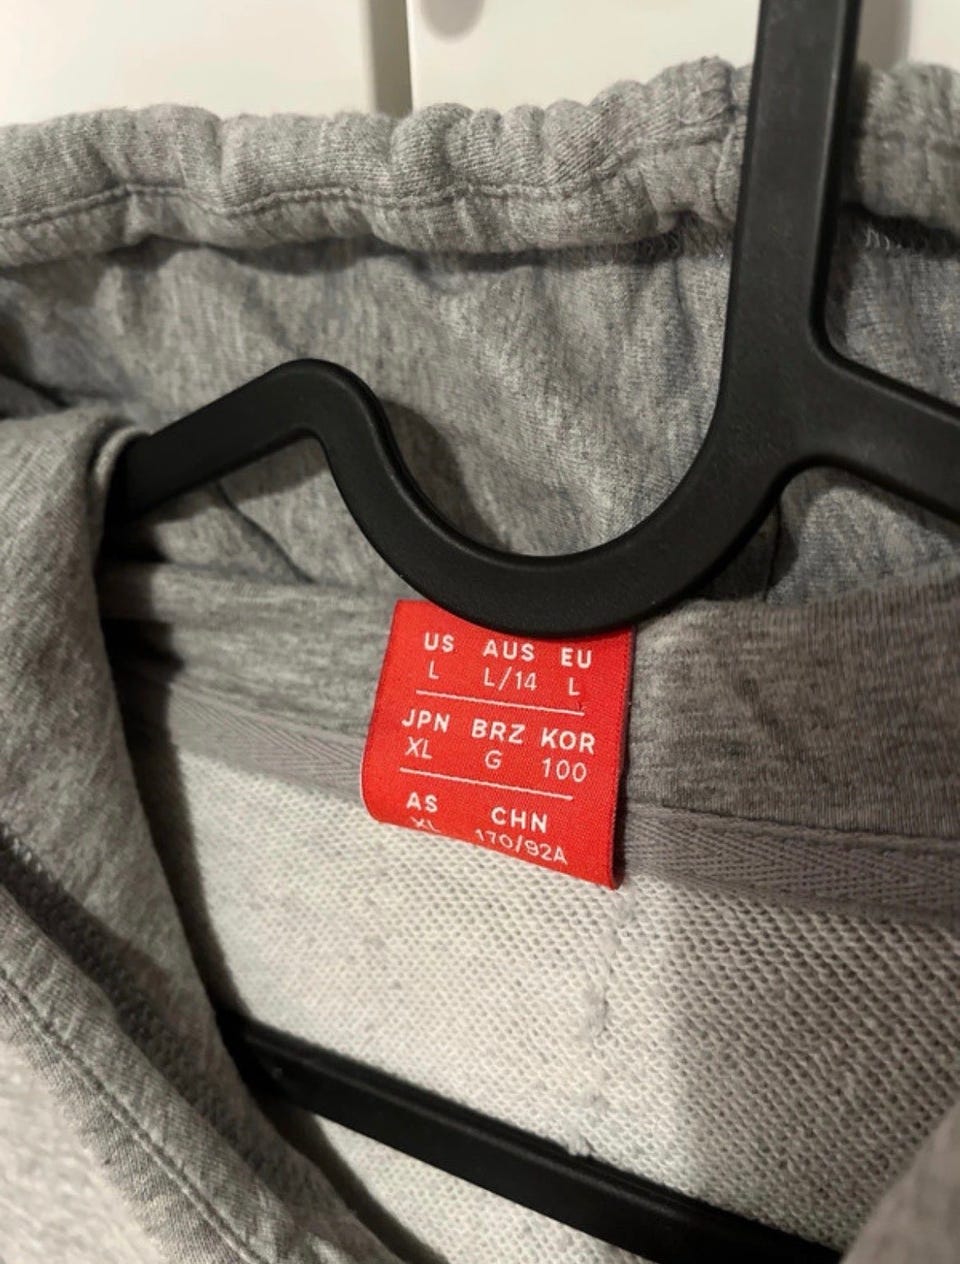 US AUS EU
L L/14 L
JPN BRZ KOR
XL G 100
AS CHN
XL 170/92A